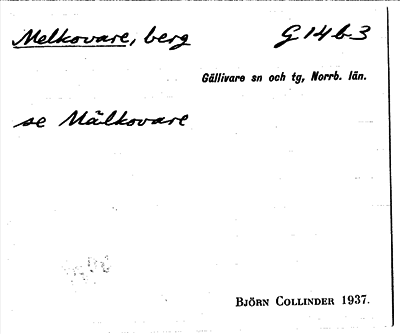 Melkovare, berg G 14 b 3
Gällivare sn och tg, Norrb. län.
se Mälkovare
BJÖRN COLLINDER 1937.